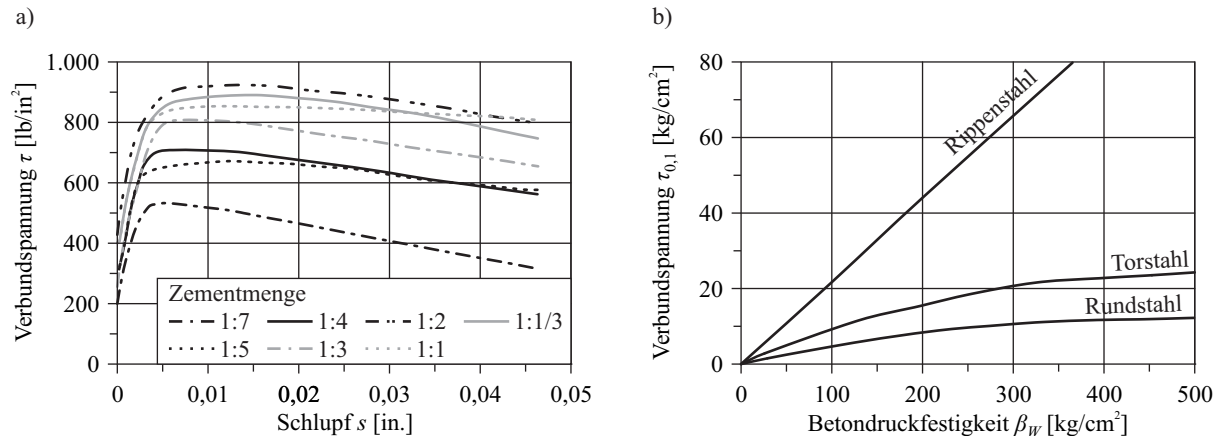 a)
Verbundspannung τ [lb/in²]
1.000
800
600
400
200
0
Zementmenge
1:7 1:4 1:2 1:1/3
1:5 1:3 1:1
0 0,01 0,02 0,03 0,04 0,05
Schlupf s [in.]
b)
Verbundspannung τ0,1 [kg/cm²]
80
60
40
20
0
Rippenstahl
Torstahl
Rundstahl
0 100 200 300 400 500
Betondruckfestigkeit βW [kg/cm²]